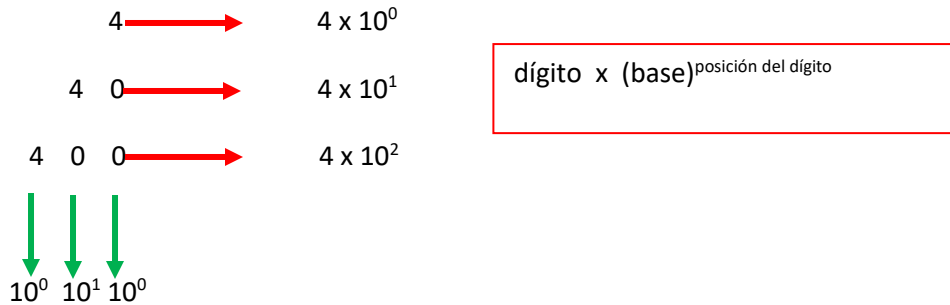 4 4 x 10⁰
dígito x (base)ᵖᵒˢⁱᶜⁱᵒ́ⁿ ᵈᵉˡ ᵈⁱ́ᵍⁱᵗᵒ
4 0 4 x 10¹
4 0 0 4 x 10²
10⁰ 10¹ 10⁰